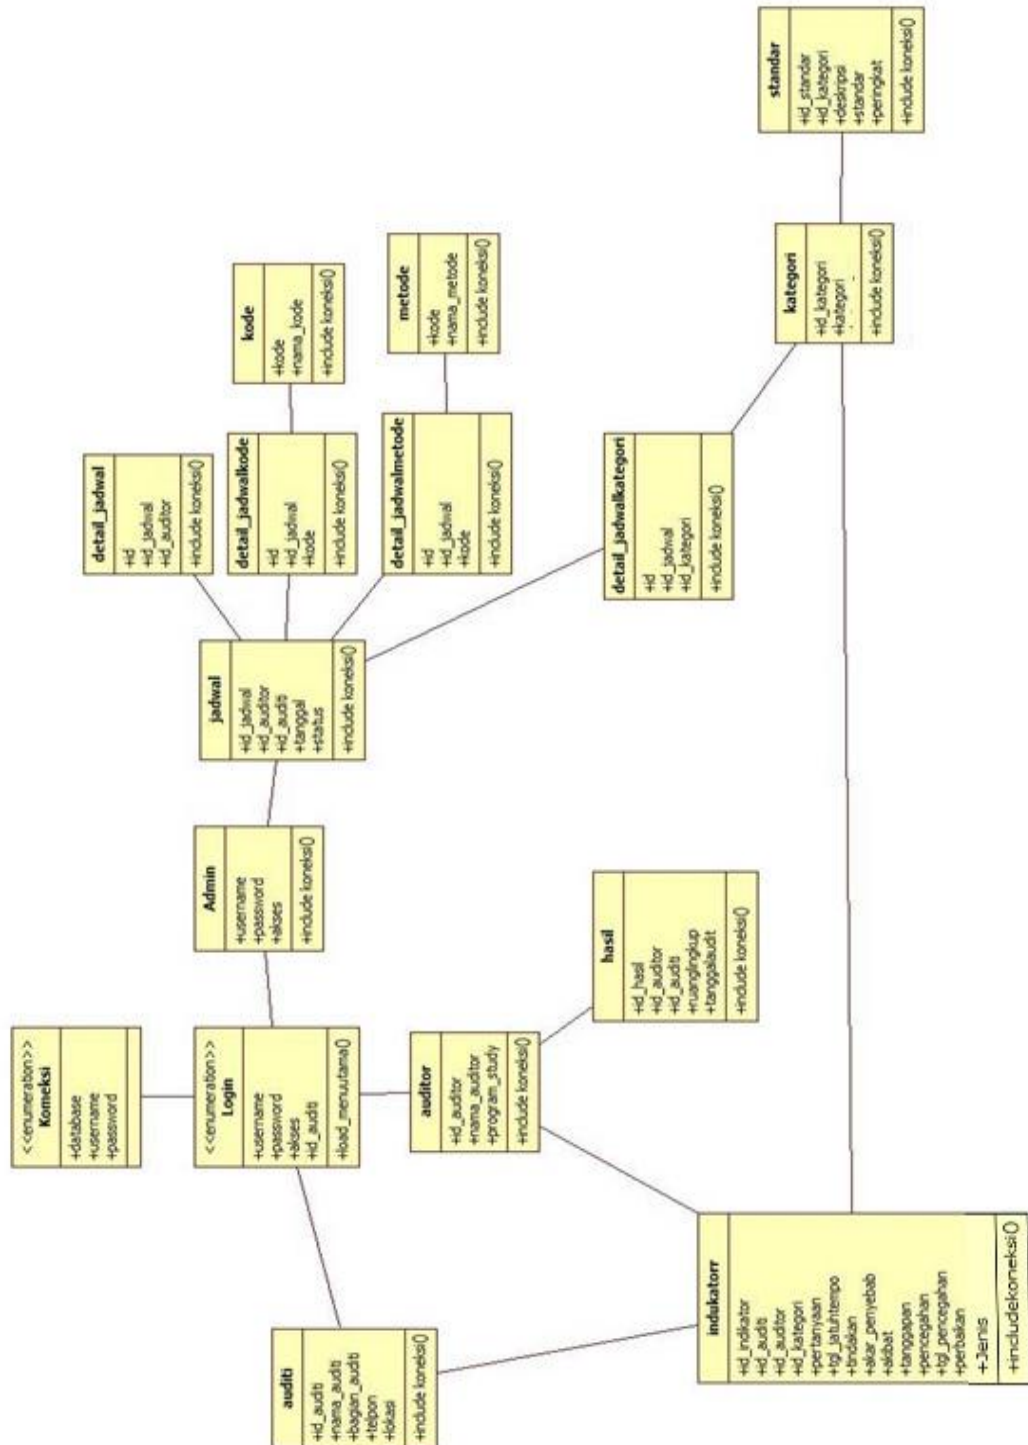 <<enumeration>>
Komeksi
+database
+username
+password
auditi
+id_auditi
+nama_auditi
+bagian_auditi
+telpon
+lokasi
+include koneksi()
<<enumeration>>
Login
+username
+password
+akses
+id_auditi
+load_menuutama()
Admin
+username
+password
+akses
+include koneksi()
jadwal
+id_jadwal
+id_auditor
+id_auditi
+tanggal
+status
+include koneksi()
detail_jadwal
+id
+id_jadwal
+id_auditor
+include koneksi()
detail_jadwalkode
+id
+id_jadwal
+kode
+include koneksi()
kode
+kode
+nama_kode
+include koneksi()
detail_jadwalmetode
+id
+id_jadwal
+kode
+include koneksi()
metode
+kode
+nama_metode
+include koneksi()
auditor
+id_auditor
+nama_auditor
+program_study
+include koneksi()
hasil
+id_hasil
+id_auditor
+id_auditi
+ruanglingkup
+tanggalaudit
+include koneksi()
detail_jadwalkategori
+id
+id_jadwal
+id_kategori
+include koneksi()
indukatorr
+id_indikator
+id_auditi
+id_auditor
+id_kategori
+pertanyaan
+tgl_jatuhtempo
+tindakan
+akar_penyebab
+akibat
+tanggapan
+pencegahan
+tgl_pencegahan
+perbaikan
+Jenis
+includekoneksi()
kategori
+id_kategori
+kategori
+include koneksi()
standar
+id_standar
+id_kategori
+deskripsi
+standar
+peringkat
+include koneksi()